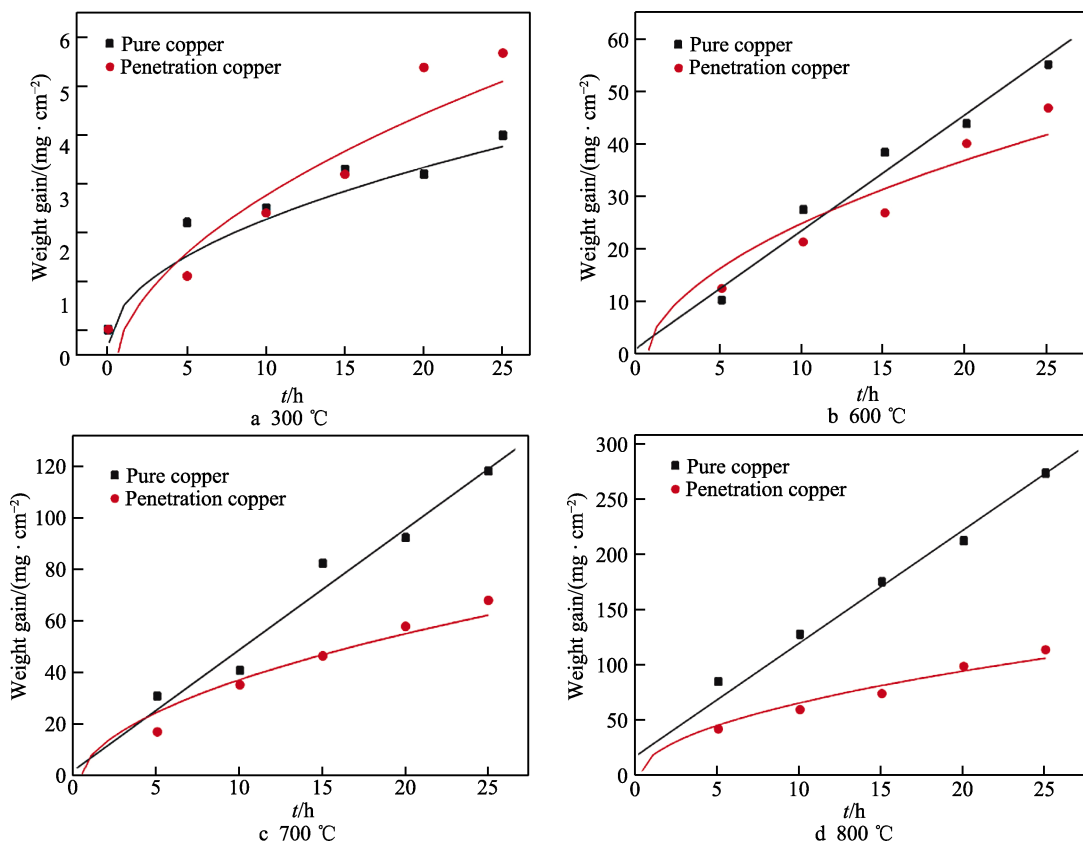 6
5
4
3
2
1
0
Weight gain/(mg · cm⁻²)
Pure copper
Penetration copper
0 5 10 15 20 25
t/h
a 300 ℃
60
50
40
30
20
10
0
Weight gain/(mg · cm⁻²)
Pure copper
Penetration copper
5 10 15 20 25
t/h
b 600 ℃
120
100
80
60
40
20
0
Weight gain/(mg · cm⁻²)
Pure copper
Penetration copper
0 5 10 15 20 25
t/h
c 700 ℃
300
250
200
150
100
50
0
Weight gain/(mg · cm⁻²)
Pure copper
Penetration copper
5 10 15 20 25
t/h
d 800 ℃